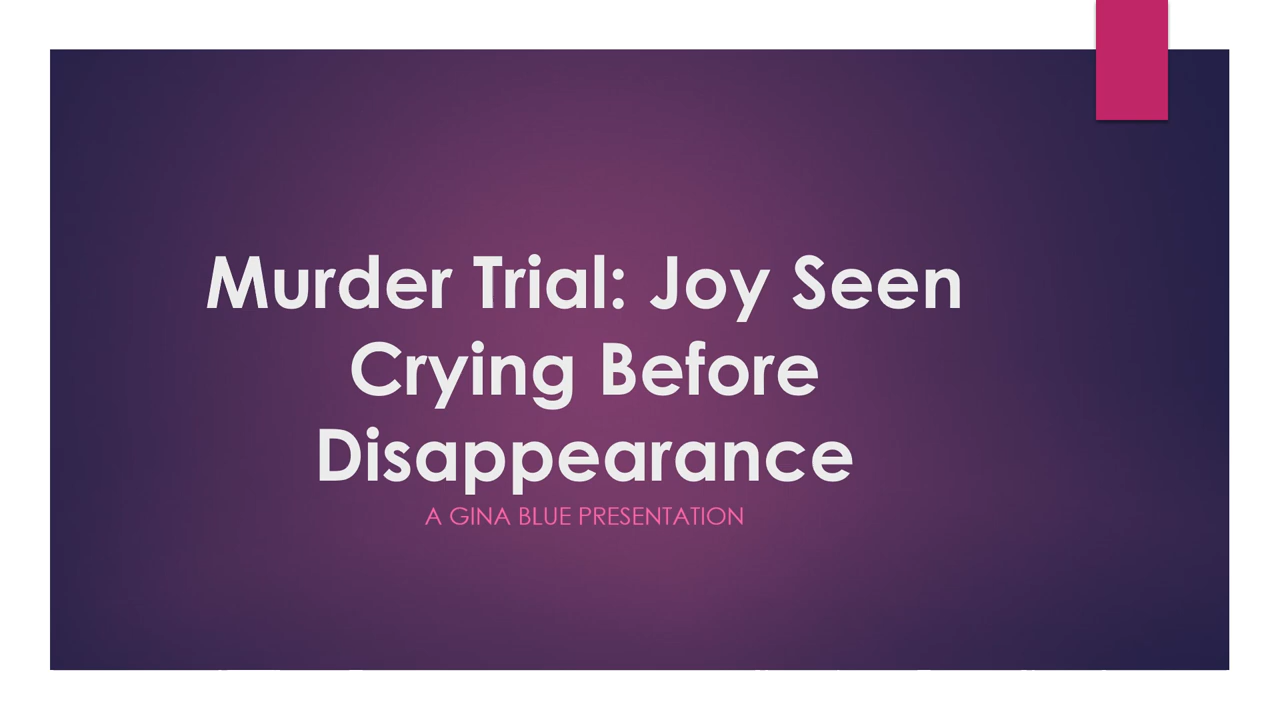 Murder Trial: Joy Seen
Crying Before
Disappearance
A GINA BLUE PRESENTATION